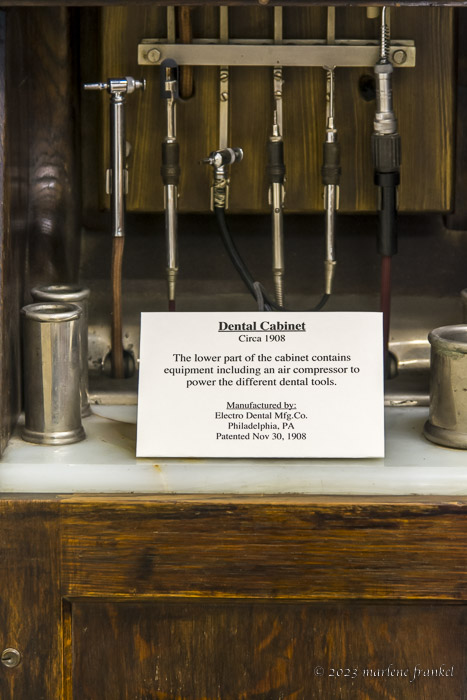 Dental Cabinet
Circa 1908
The lower part of the cabinet contains
equipment including an air compressor to
power the different dental tools.
Manufactured by:
Electro Dental Mfg.Co.
Philadelphia, PA
Patented Nov 30, 1908
© 2023 marlene frankel